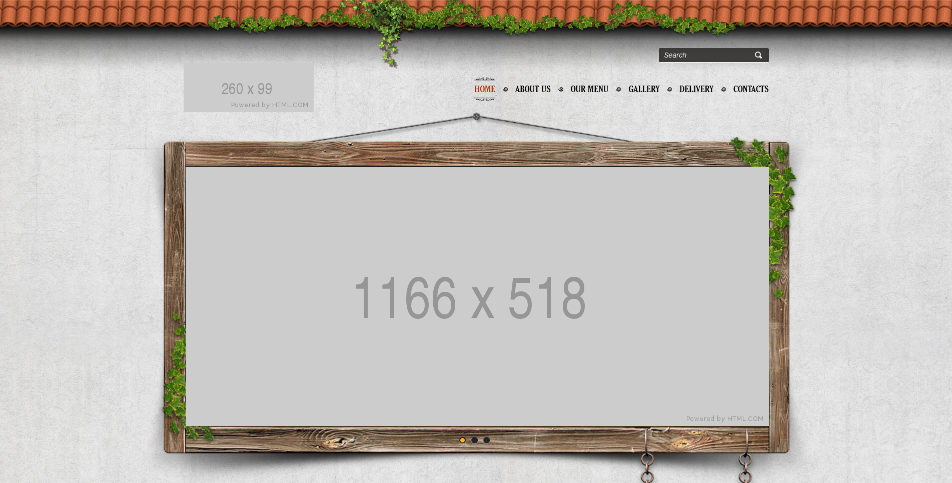 Search
260 x 99
Powered by HTML.COM
HOME ABOUT US OUR MENU GALLERY DELIVERY CONTACTS
1166 x 518
Powered by HTML.COM